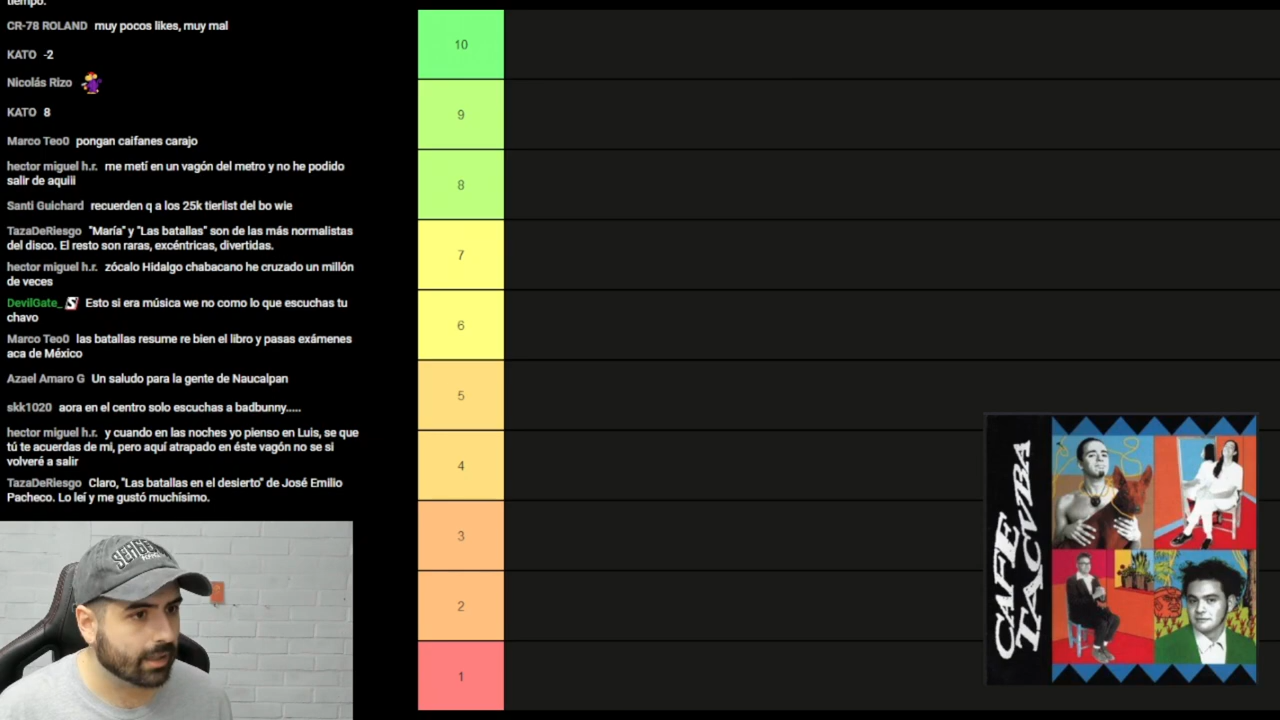 tiempo.
CR-78 ROLAND muy pocos likes, muy mal
KATO -2
Nicolás Rizo
KATO 8
Marco Teo0 pongan caifanes carajo
hector miguel h.r. me metí en un vagón del metro y no he podido
salir de aquiii
Santi Guichard recuerden q a los 25k tierlist del bo wie
TazaDeRiesgo "María" y "Las batallas" son de las más normalistas
del disco. El resto son raras, excéntricas, divertidas.
hector miguel h.r. zócalo Hidalgo chabacano he cruzado un millón
de veces
DevilGate_ S Esto si era música we no como lo que escuchas tu
chavo
Marco Teo0 las batallas resume re bien el libro y pasas exámenes
aca de México
Azael Amaro G Un saludo para la gente de Naucalpan
skk1020 aora en el centro solo escuchas a badbunny.....
hector miguel h.r. y cuando en las noches yo pienso en Luis, se que
tú te acuerdas de mi, pero aquí atrapado en éste vagón no se si
volveré a salir
TazaDeRiesgo Claro, "Las batallas en el desierto" de José Emilio
Pacheco. Lo leí y me gustó muchísimo.
10
9
8
7
6
5
4
3
2
1
CAFE
TACVBA